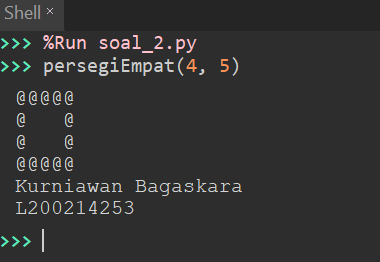 Shell ×
>>> %Run soal_2.py
>>> persegiEmpat(4, 5)
@@@@@
@   @
@   @
@@@@@
Kurniawan Bagaskara
L200214253
>>>